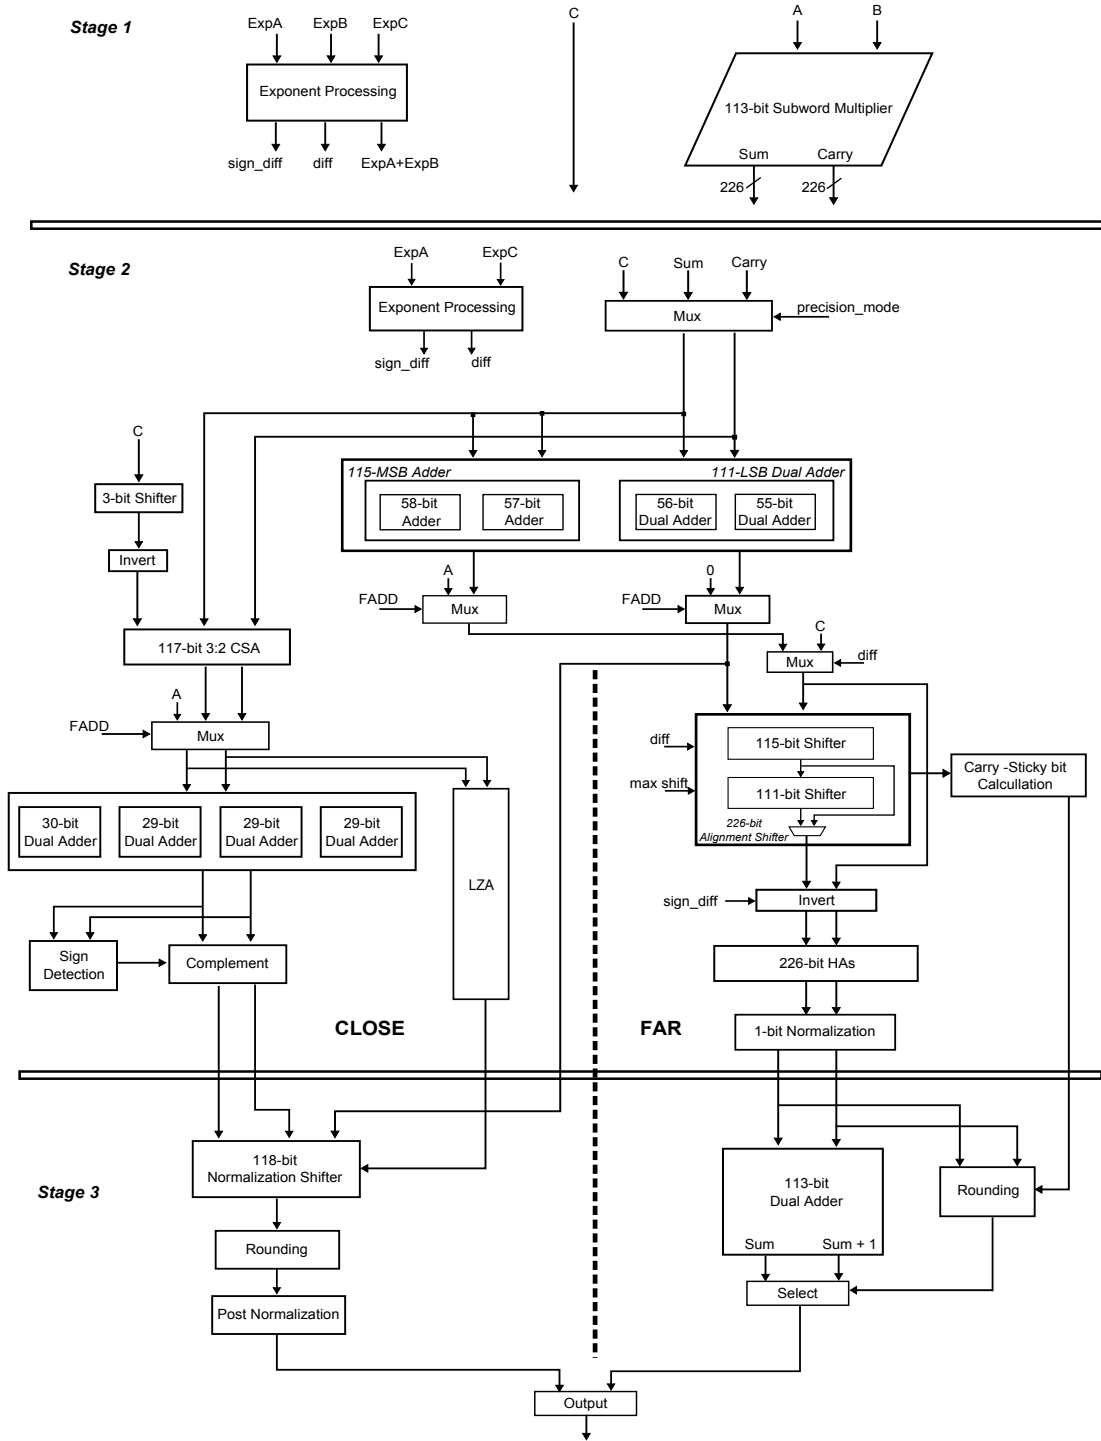 Stage 1
ExpA ExpB ExpC
C
A B
Exponent Processing
113-bit Subword Multiplier
sign_diff diff ExpA+ExpB
Sum Carry
226 226
Stage 2
ExpA ExpC
C Sum Carry
Exponent Processing
Mux
precision_mode
sign_diff diff
C
3-bit Shifter
Invert
115-MSB Adder
111-LSB Dual Adder
58-bit
Adder
57-bit
Adder
56-bit
Dual Adder
55-bit
Dual Adder
A
FADD
Mux
0
FADD
Mux
C
Mux
diff
117-bit 3:2 CSA
A
FADD
Mux
30-bit
Dual Adder
29-bit
Dual Adder
29-bit
Dual Adder
29-bit
Dual Adder
LZA
Sign
Detection
Complement
diff
max shift
115-bit Shifter
111-bit Shifter
226-bit
Alignment Shifter
Carry -Sticky bit
Calcullation
sign_diff
Invert
226-bit HAs
1-bit Normalization
CLOSE
FAR
Stage 3
118-bit
Normalization Shifter
Rounding
Post Normalization
113-bit
Dual Adder
Sum Sum + 1
Rounding
Select
Output